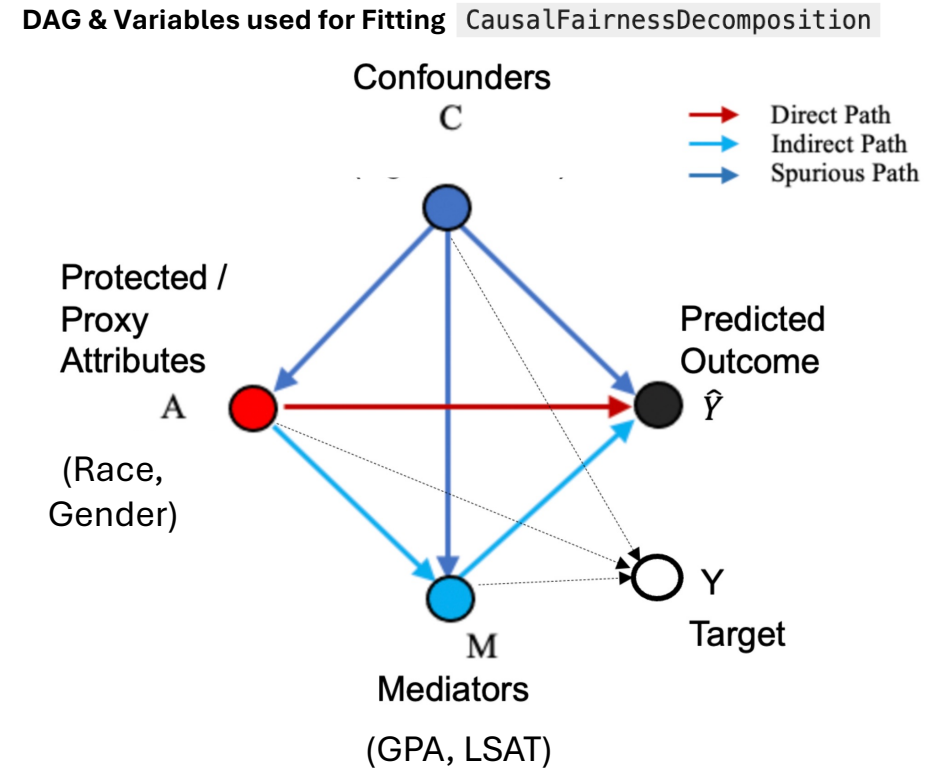 DAG & Variables used for Fitting CausalFairnessDecomposition
Confounders
C
Direct Path
Indirect Path
Spurious Path
Protected /
Proxy
Attributes
A
(Race,
Gender)
Predicted
Outcome
Ŷ
Y
Target
M
Mediators
(GPA, LSAT)